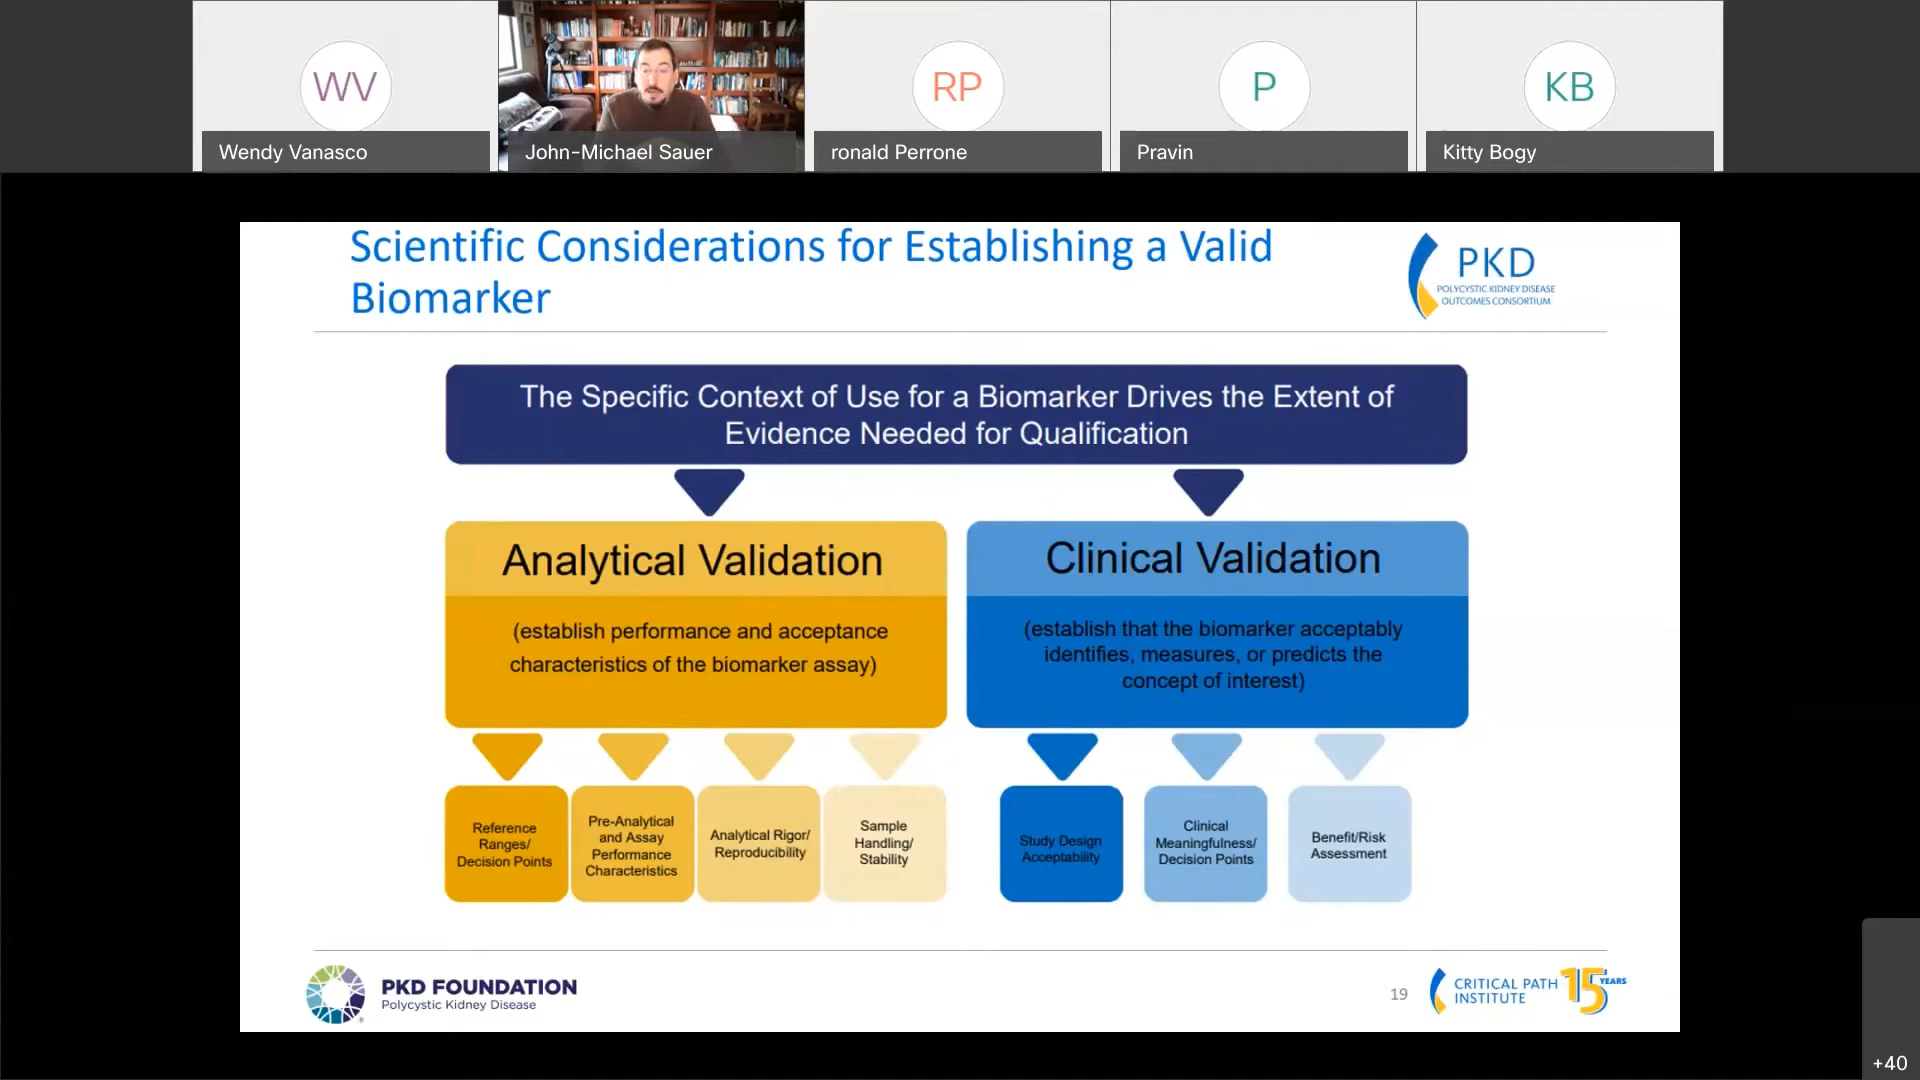 WV
RP
P
KB
Wendy Vanasco
John-Michael Sauer
ronald Perrone
Pravin
Kitty Bogy
Scientific Considerations for Establishing a Valid
Biomarker
PKD
POLYCYSTIC KIDNEY DISEASE
OUTCOMES CONSORTIUM
The Specific Context of Use for a Biomarker Drives the Extent of
Evidence Needed for Qualification
Analytical Validation
(establish performance and acceptance
characteristics of the biomarker assay)
Clinical Validation
(establish that the biomarker acceptably
identifies, measures, or predicts the
concept of interest)
Reference
Ranges/
Decision Points
Pre-Analytical
and Assay
Performance
Characteristics
Analytical Rigor/
Reproducibility
Sample
Handling/
Stability
Study Design
Acceptability
Clinical
Meaningfulness/
Decision Points
Benefit/Risk
Assessment
PKD FOUNDATION
Polycystic Kidney Disease
19
CRITICAL PATH
INSTITUTE
15 YEARS
+40